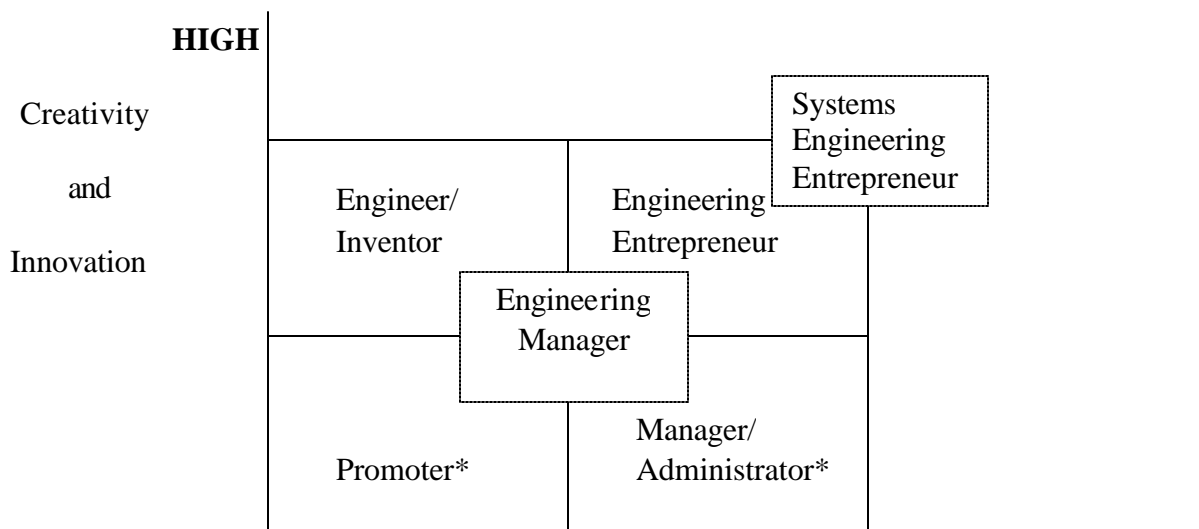 HIGH
Creativity
and
Innovation
Systems
Engineering
Entrepreneur
Engineer/
Inventor
Engineering
Entrepreneur
Engineering
Manager
Promoter*
Manager/
Administrator*